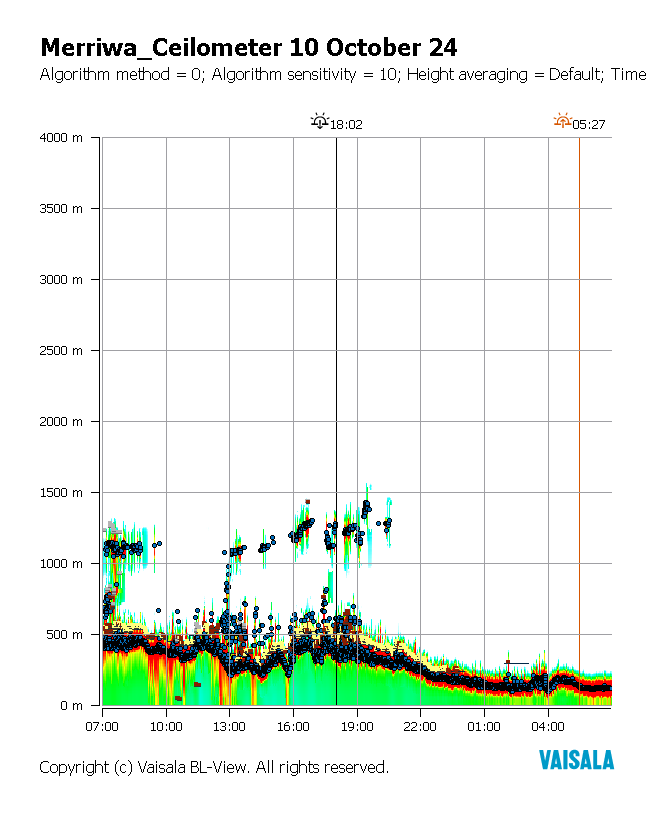 Merriwa_Ceilometer 10 October 24
Algorithm method = 0; Algorithm sensitivity = 10; Height averaging = Default; Time
18:02
05:27
4000 m
3500 m
3000 m
2500 m
2000 m
1500 m
1000 m
500 m
0 m
07:00 10:00 13:00 16:00 19:00 22:00 01:00 04:00
VAISALA
Copyright (c) Vaisala BL-View. All rights reserved.